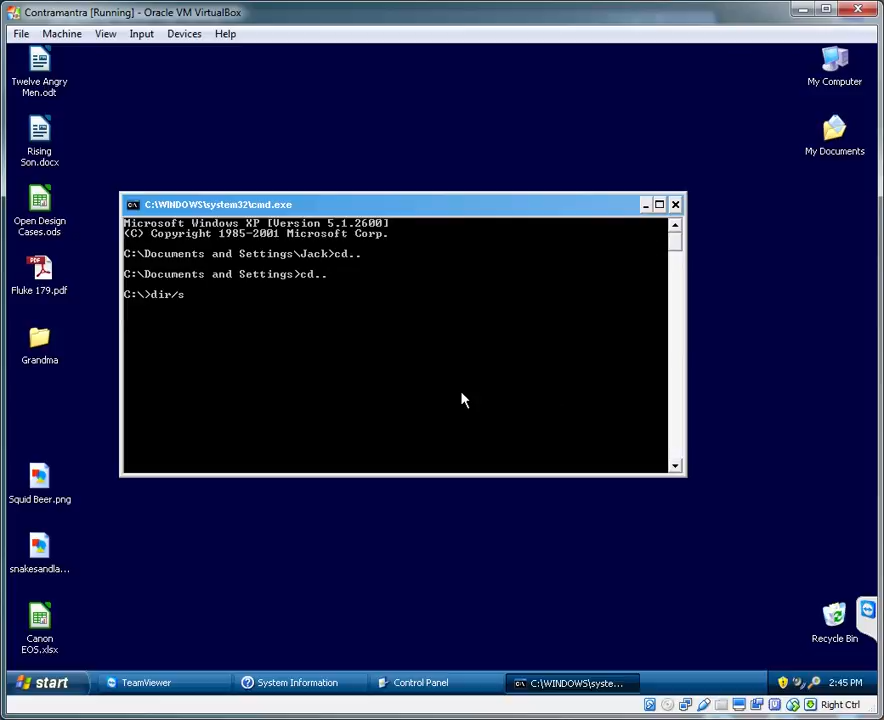 Contramantra [Running] - Oracle VM VirtualBox
File Machine View Input Devices Help
Twelve Angry
Men.odt
My Computer
Rising
Son.docx
My Documents
Open Design
Cases.ods
C:\WINDOWS\system32\cmd.exe
Microsoft Windows XP [Version 5.1.2600]
(C) Copyright 1985-2001 Microsoft Corp.
C:\Documents and Settings\Jack>cd..
C:\Documents and Settings>cd..
C:\>dir/s
PDF
Fluke 179.pdf
Grandma
Squid Beer.png
snakesandla...
Canon
EOS.xlsx
Recycle Bin
start TeamViewer System Information Control Panel C:\WINDOWS\syste... 2:45 PM
Right Ctrl